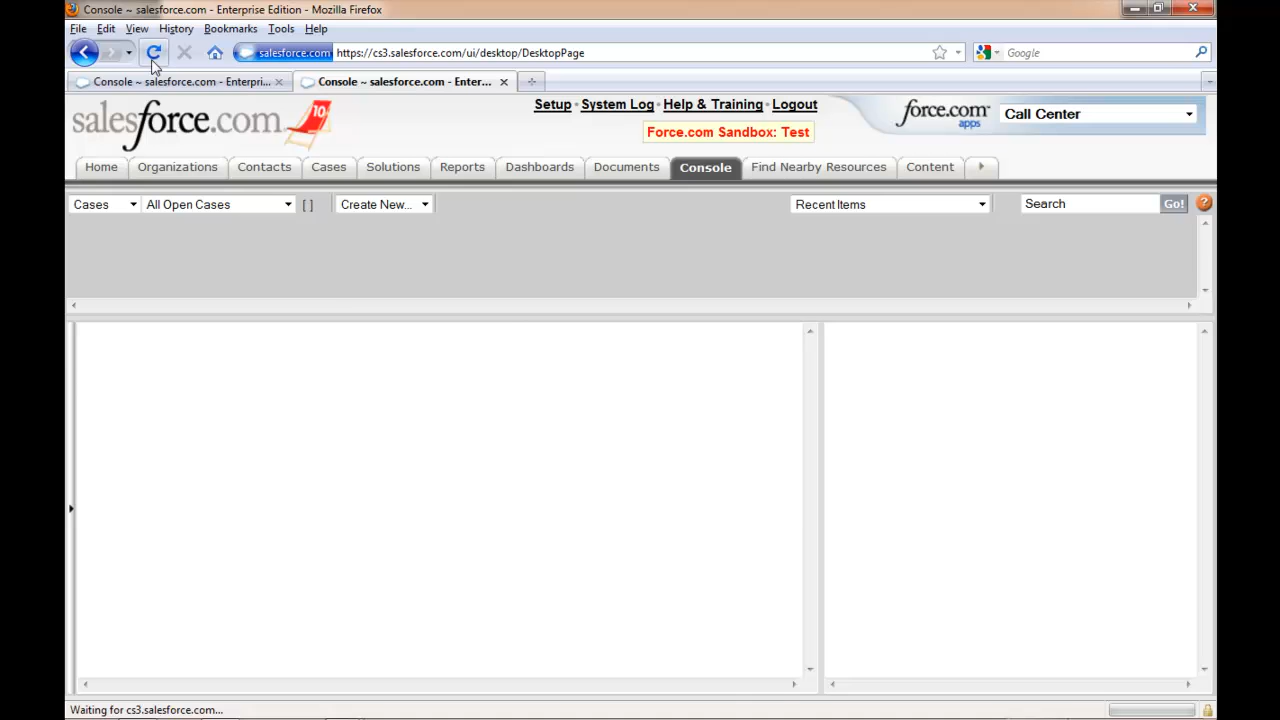 Console ~ salesforce.com - Enterprise Edition - Mozilla Firefox
File Edit View History Bookmarks Tools Help
salesforce.com https://cs3.salesforce.com/ui/desktop/DesktopPage Google
Console ~ salesforce.com - Enterpri... Console ~ salesforce.com - Enter...
salesforce.com 10 Setup • System Log • Help & Training • Logout force.com apps Call Center
Force.com Sandbox: Test
Home Organizations Contacts Cases Solutions Reports Dashboards Documents Console Find Nearby Resources Content
Cases All Open Cases [ ] Create New... Recent Items Search Go! ?
Waiting for cs3.salesforce.com...